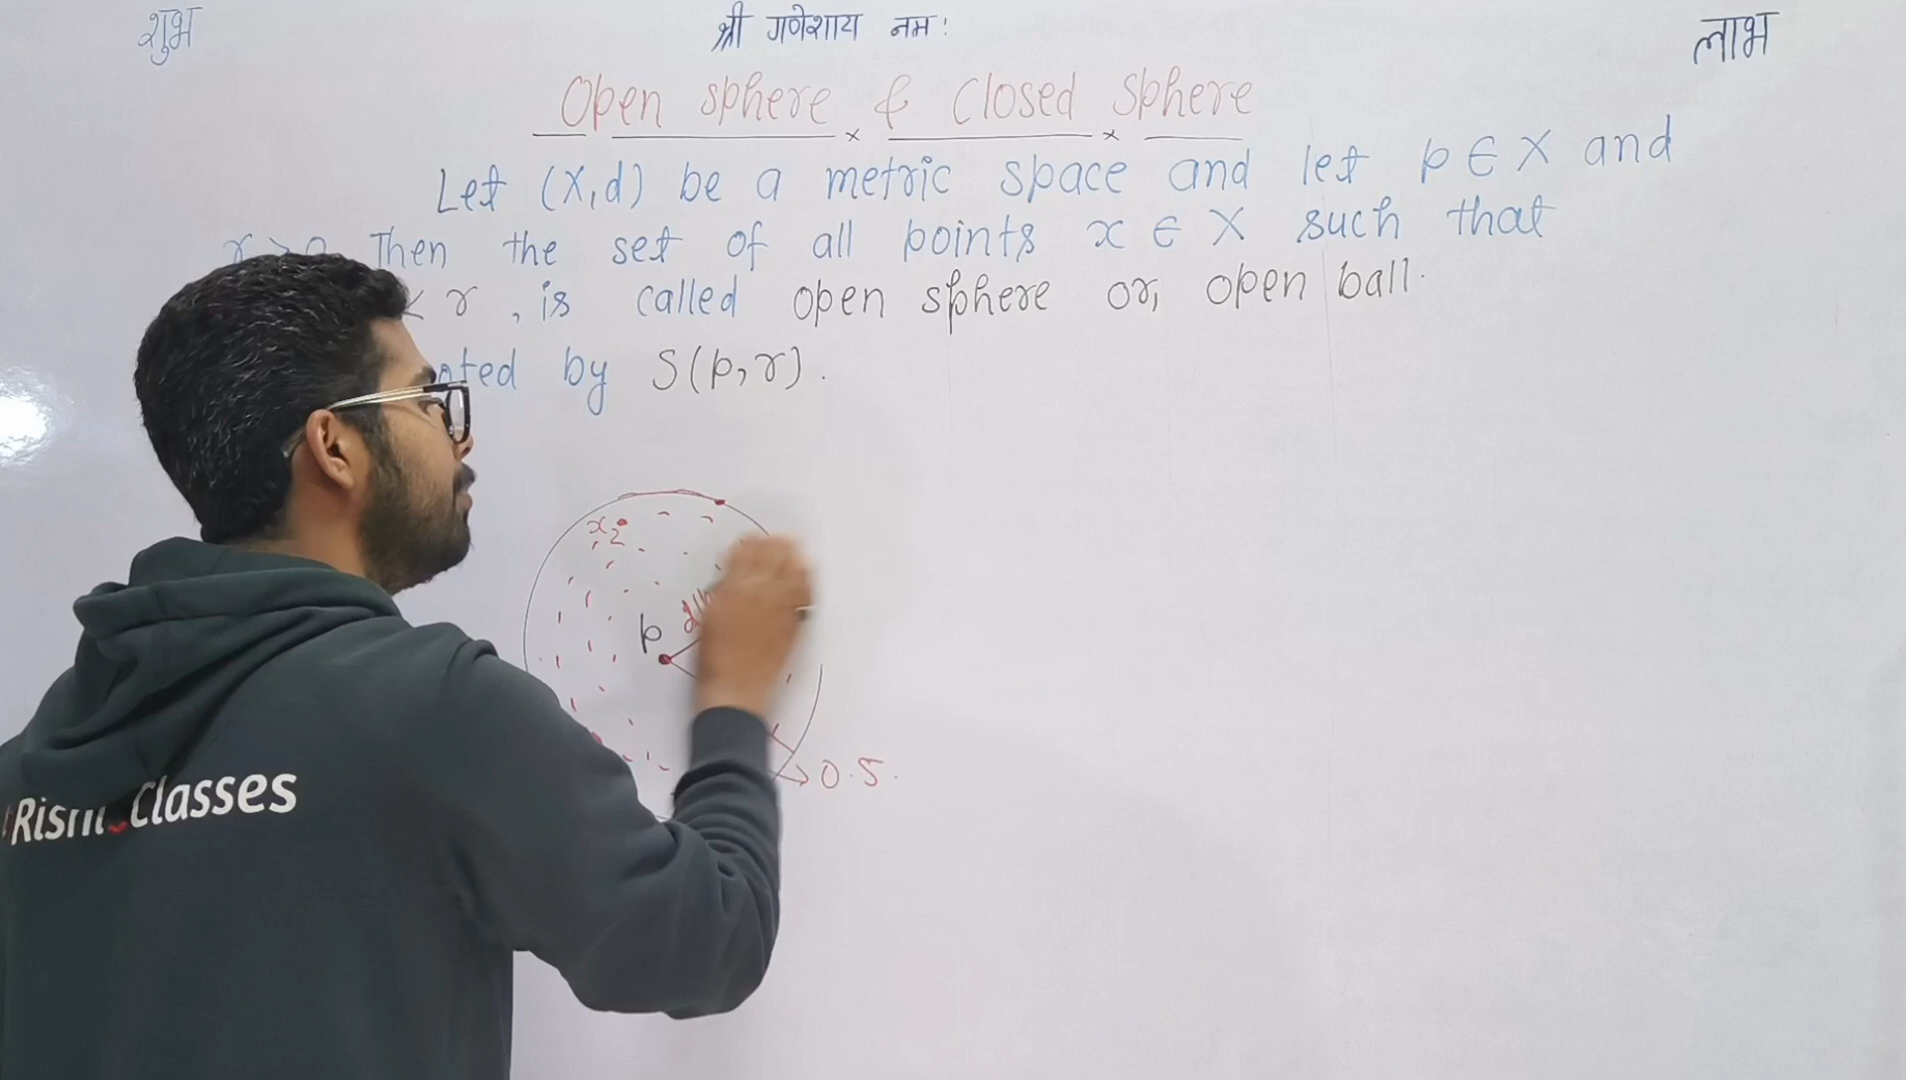 शुभ श्री गणेशाय नमः लाभ
Open sphere & Closed Sphere
Let (X,d) be a metric space and let p ∈ X and
r > 0 Then the set of all points x ∈ X such that
< r , is called open sphere or, open ball.
by S(p,r).
x2
p
0.5.
Classes